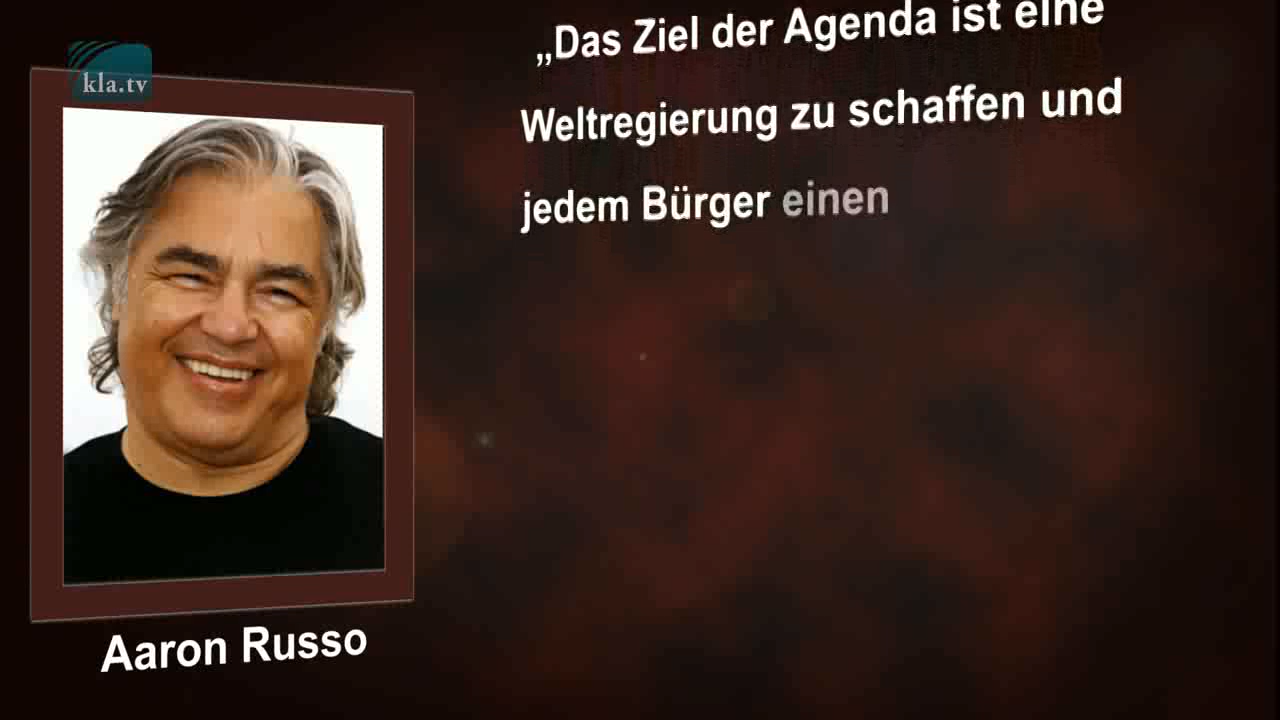 kla.tv
„Das Ziel der Agenda ist eine
Weltregierung zu schaffen und
jedem Bürger einen
Aaron Russo